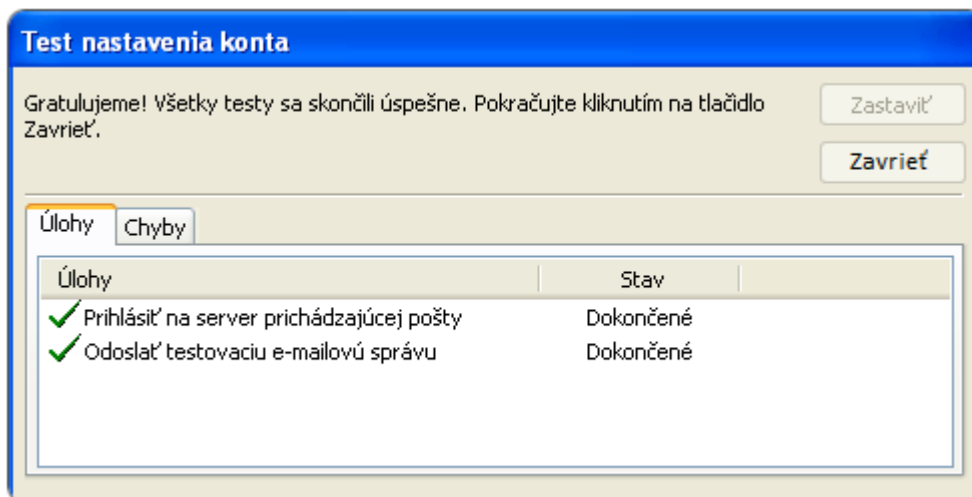 Test nastavenia konta
Gratulujeme! Všetky testy sa skončili úspešne. Pokračujte kliknutím na tlačidlo
Zavrieť.
Zastaviť
Zavrieť
Úlohy
Chyby
Úlohy Stav
Prihlásiť na server prichádzajúcej pošty Dokončené
Odoslať testovaciu e-mailovú správu Dokončené